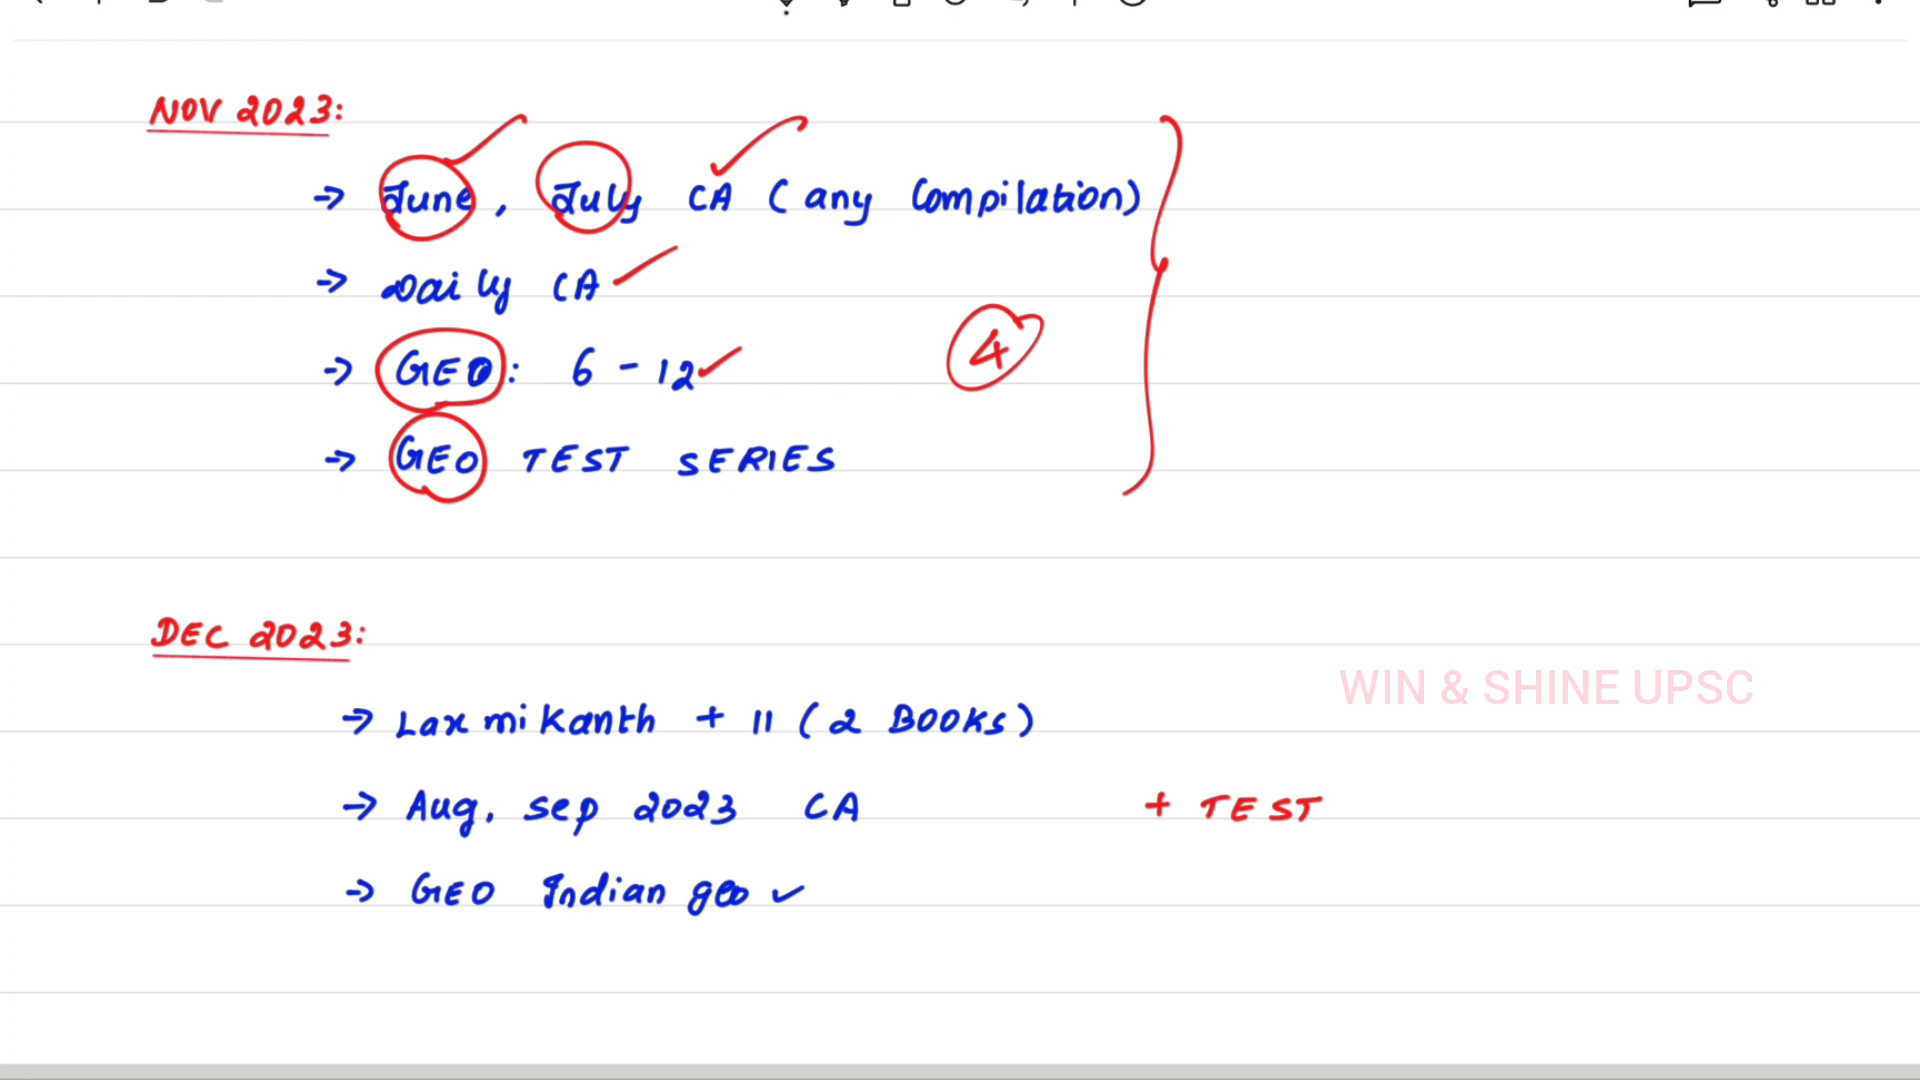 NOV 2023:
→ June, July CA (any Compilation)
→ Daily CA
→ GEO: 6 - 12
4
→ GEO TEST SERIES
DEC 2023:
WIN & SHINE UPSC
→ Laxmikanth + 11 (2 BOOKS)
→ Aug, Sep 2023 CA + TEST
→ GEO Indian geo ✓